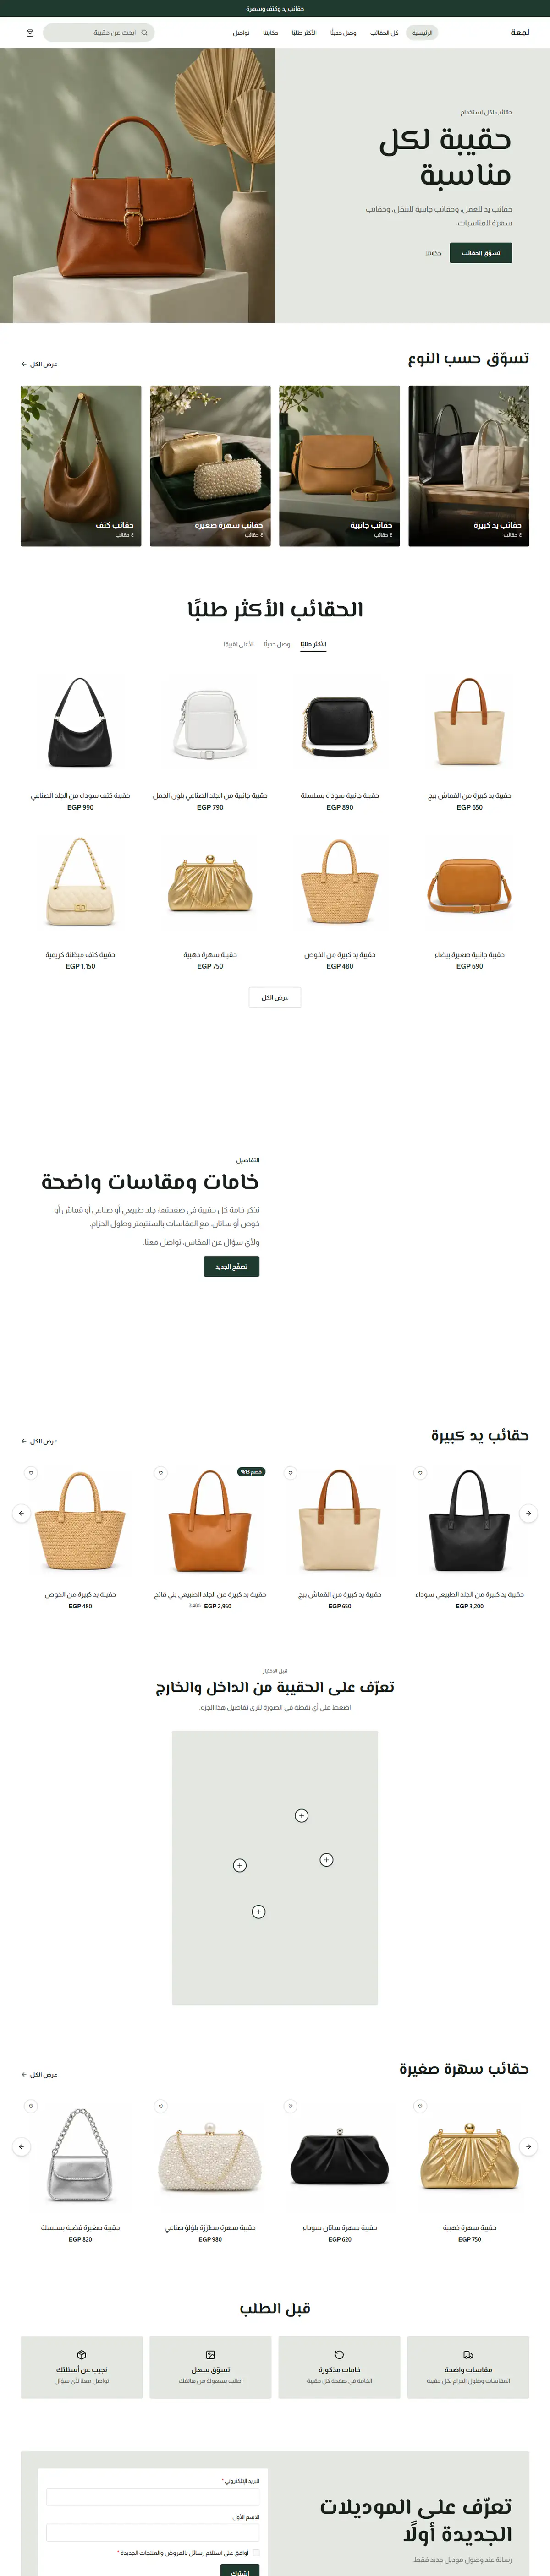 حقائب يد وكتف وسهرة
لمعة
الرئيسية
كل الحقائب
وصل حديثًا
الأكثر طلبًا
حكايتنا
تواصل
ابحث عن حقيبة
حقائب لكل استخدام
حقيبة لكل
مناسبة
حقائب يد للعمل، وحقائب جانبية للتنقل، وحقائب
سهرة للمناسبات.
تسوّق الحقائب
حكايتنا
تسوّق حسب النوع
عرض الكل
حقائب يد كبيرة
٤ حقائب
حقائب جانبية
٤ حقائب
حقائب سهرة صغيرة
٤ حقائب
حقائب كتف
٤ حقائب
الحقائب الأكثر طلبًا
الأكثر طلبًا
وصل حديثًا
الأعلى تقييمًا
حقيبة يد كبيرة من القماش بيج
EGP 650
حقيبة جانبية سوداء بسلسلة
EGP 890
حقيبة جانبية من الجلد الصناعي بلون الجمل
EGP 790
حقيبة كتف سوداء من الجلد الصناعي
EGP 990
حقيبة جانبية صغيرة بيضاء
EGP 690
حقيبة يد كبيرة من الخوص
EGP 480
حقيبة سهرة ذهبية
EGP 750
حقيبة كتف مبطّنة كريمية
EGP 1,150
عرض الكل
التفاصيل
خامات ومقاسات واضحة
نذكر خامة كل حقيبة في صفحتها، جلد طبيعي أو صناعي أو قماش أو
خوص أو ساتان، مع المقاسات بالسنتيمتر وطول الحزام.
ولأي سؤال عن المقاس، تواصل معنا.
تصفّح الجديد
حقائب يد كبيرة
عرض الكل
حقيبة يد كبيرة من الجلد الطبيعي سوداء
EGP 3,200
حقيبة يد كبيرة من القماش بيج
EGP 650
خصم 13%
حقيبة يد كبيرة من الجلد الطبيعي بني فاتح
EGP 2,950
3,400
حقيبة يد كبيرة من الخوص
EGP 480
قبل الاختيار
تعرّف على الحقيبة من الداخل والخارج
اضغط على أي نقطة في الصورة لترى تفاصيل هذا الجزء.
حقائب سهرة صغيرة
عرض الكل
حقيبة سهرة ذهبية
EGP 750
حقيبة سهرة ساتان سوداء
EGP 620
حقيبة سهرة مطرّزة بلؤلؤ صناعي
EGP 980
حقيبة صغيرة فضية بسلسلة
EGP 820
قبل الطلب
مقاسات واضحة
المقاسات وطول الحزام لكل حقيبة
خامات مذكورة
الخامة في صفحة كل حقيبة
تسوّق سهل
اطلب بسهولة من هاتفك
نجيب عن أسئلتك
تواصل معنا لأي سؤال
تعرّف على الموديلات
الجديدة أولًا
رسالة عند وصول موديل جديد فقط.
البريد الإلكتروني *
الاسم الأول
أوافق على استلام رسائل بالعروض والمنتجات الجديدة *
اشترك